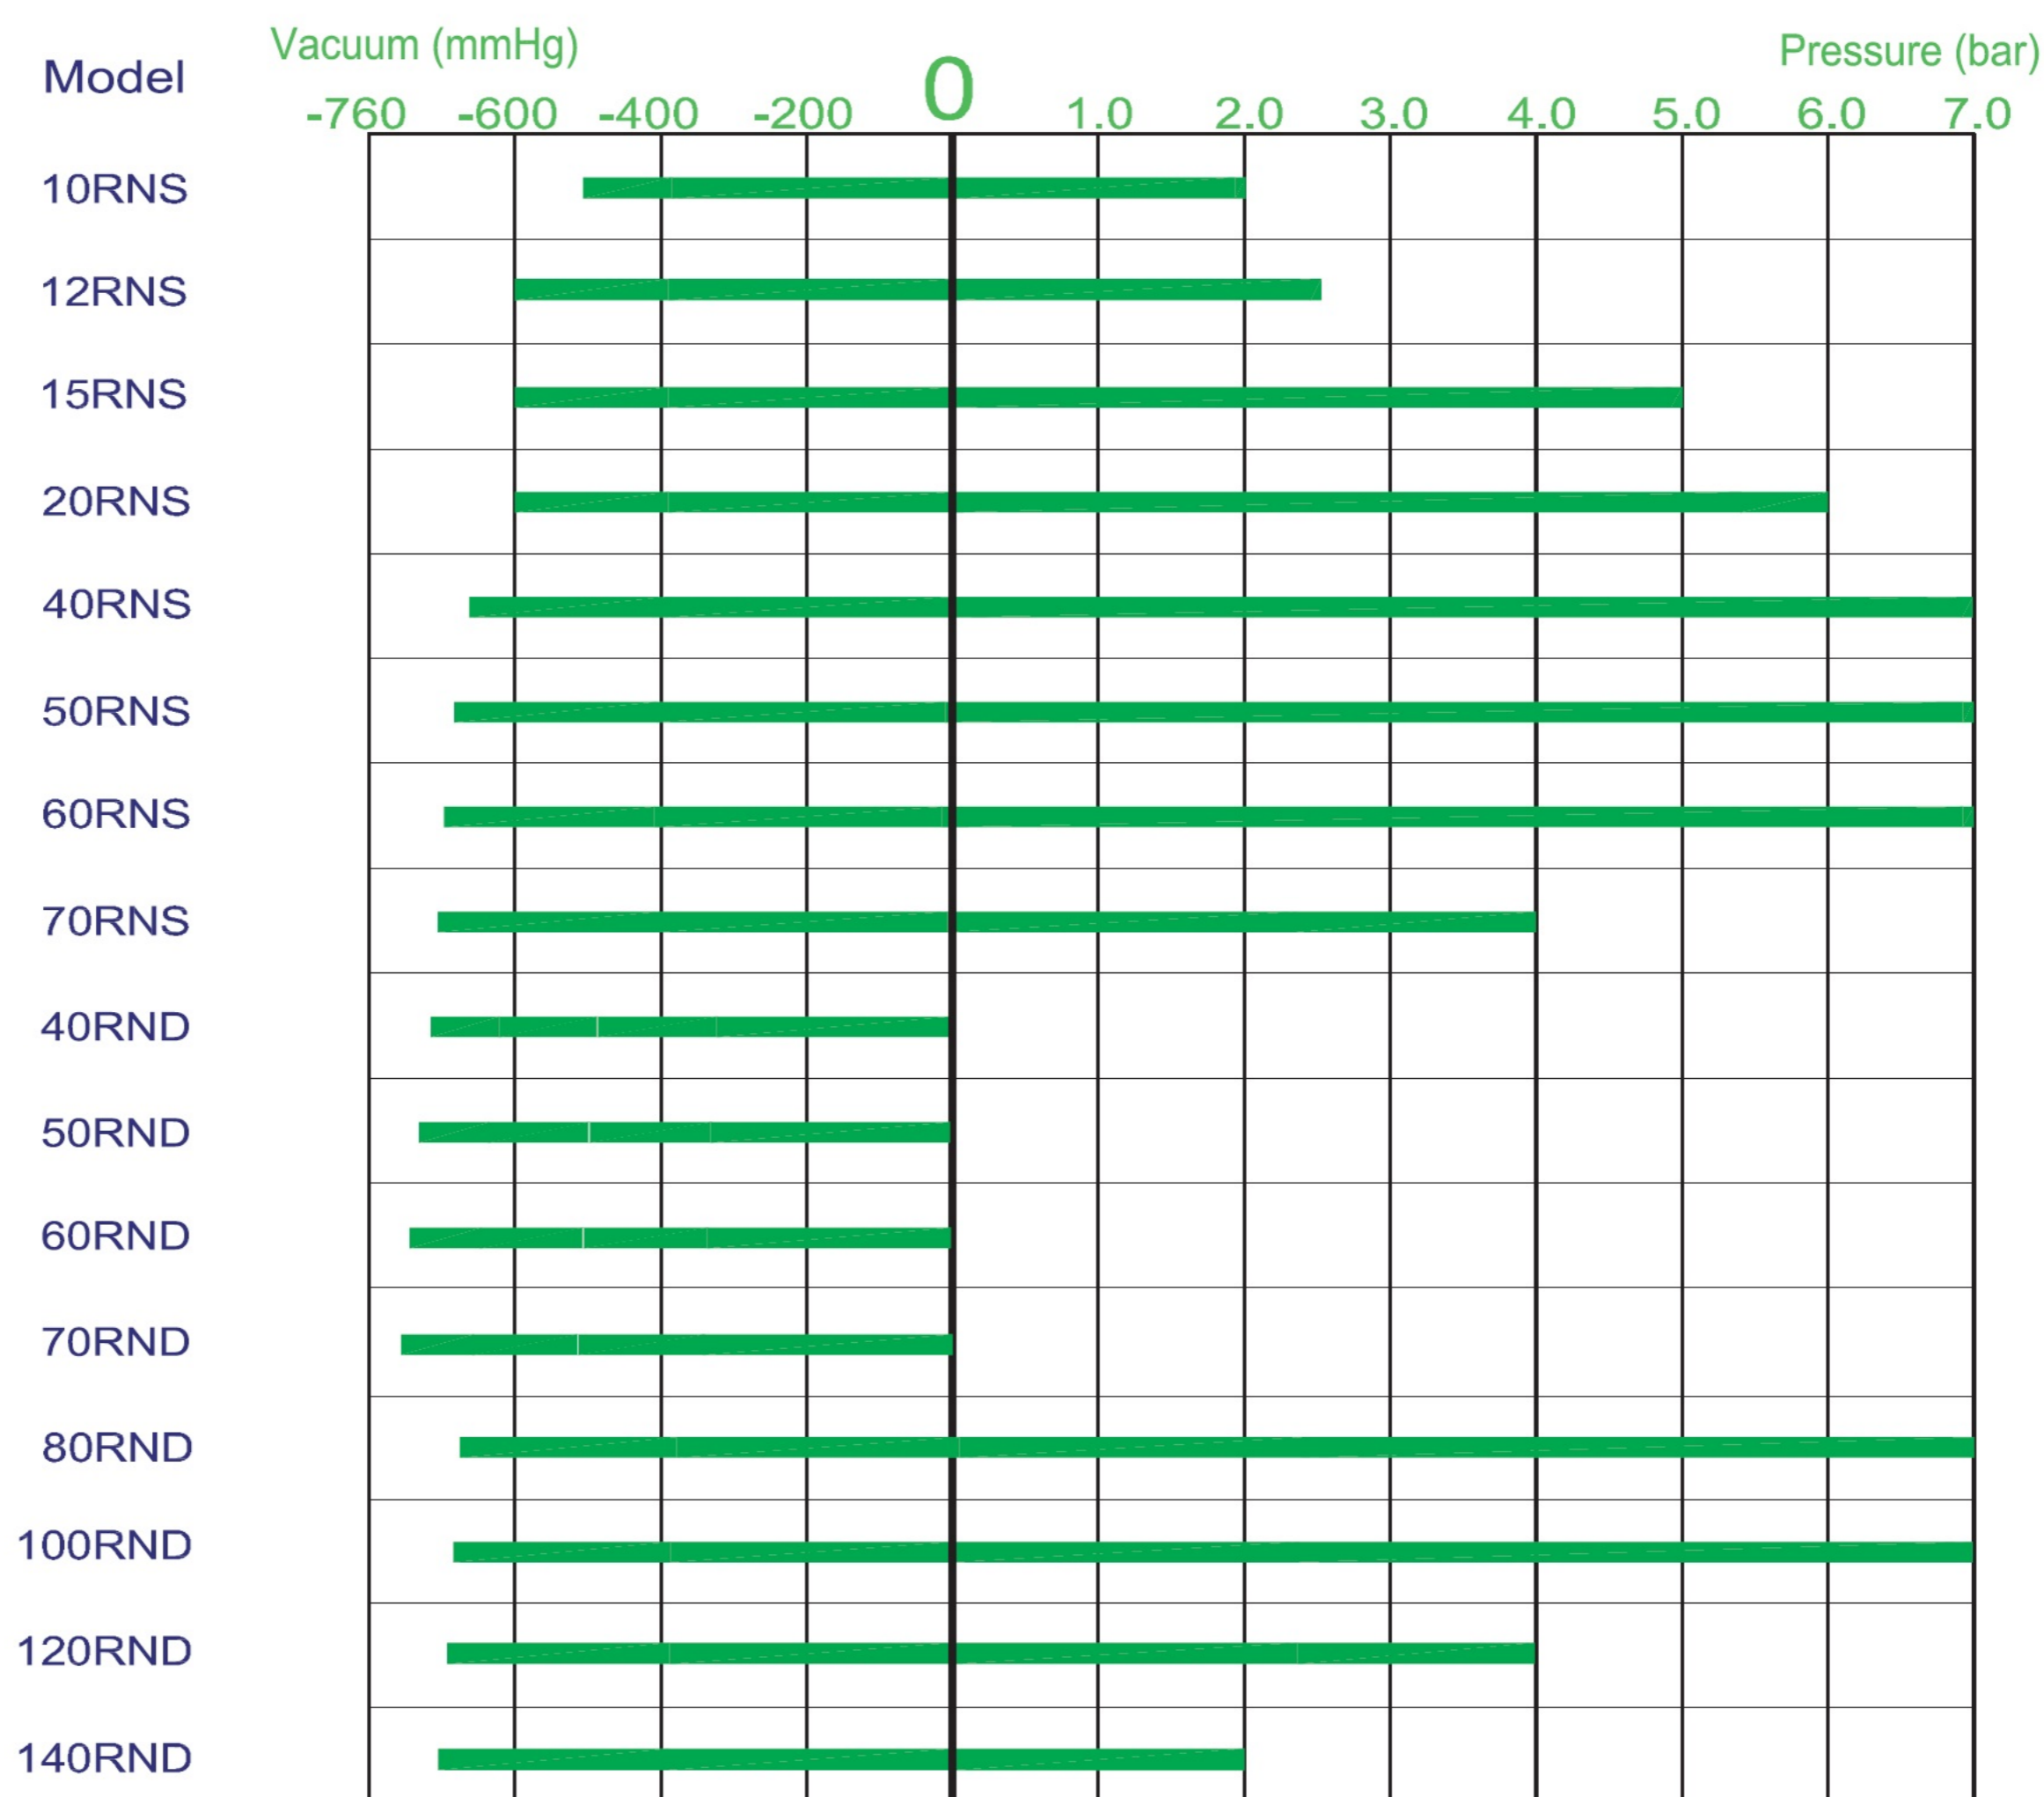 Model Vacuum (mmHg) Pressure (bar)
-760 -600 -400 -200 0 1.0 2.0 3.0 4.0 5.0 6.0 7.0
10RNS
12RNS
15RNS
20RNS
40RNS
50RNS
60RNS
70RNS
40RND
50RND
60RND
70RND
80RND
100RND
120RND
140RND